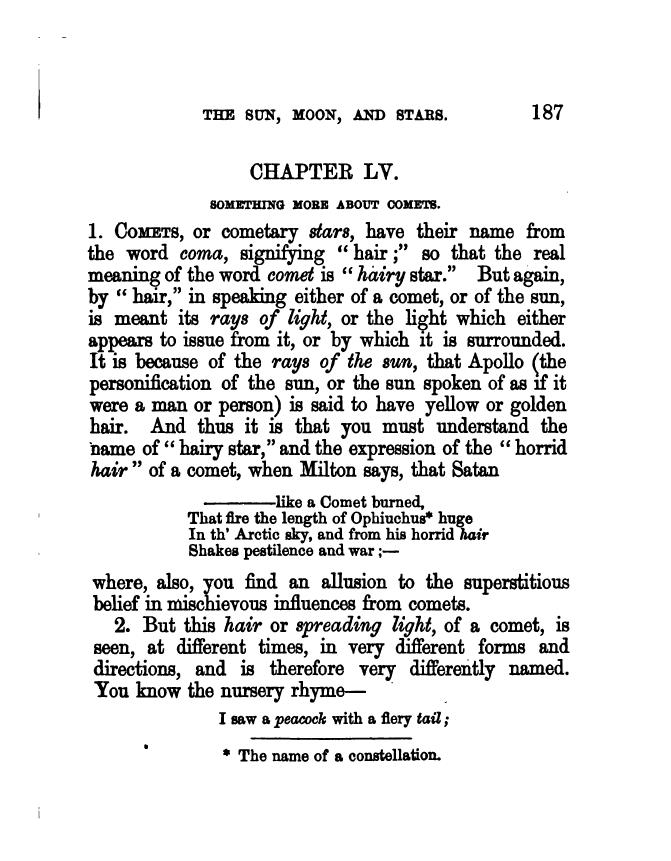 THE SUN, MOON, AND STARS. 187
CHAPTER LV.
SOMETHING MORE ABOUT COMETS.
1. COMETS, or cometary stars, have their name from
the word coma, signifying “ hair ;” so that the real
meaning of the word comet is “ hairy star.” But again,
by “ hair,” in speaking either of a comet, or of the sun,
is meant its rays of light, or the light which either
appears to issue from it, or by which it is surrounded.
It is because of the rays of the sun, that Apollo (the
personification of the sun, or the sun spoken of as if it
were a man or person) is said to have yellow or golden
hair. And thus it is that you must understand the
name of “ hairy star,” and the expression of the “ horrid
hair ” of a comet, when Milton says, that Satan
———like a Comet burned,
That fire the length of Ophiuchus* huge
In th’ Arctic sky, and from his horrid hair
Shakes pestilence and war ;—
where, also, you find an allusion to the superstitious
belief in mischievous influences from comets.
2. But this hair or spreading light, of a comet, is
seen, at different times, in very different forms and
directions, and is therefore very differently named.
You know the nursery rhyme—
I saw a peacock with a fiery tail ;
* The name of a constellation.